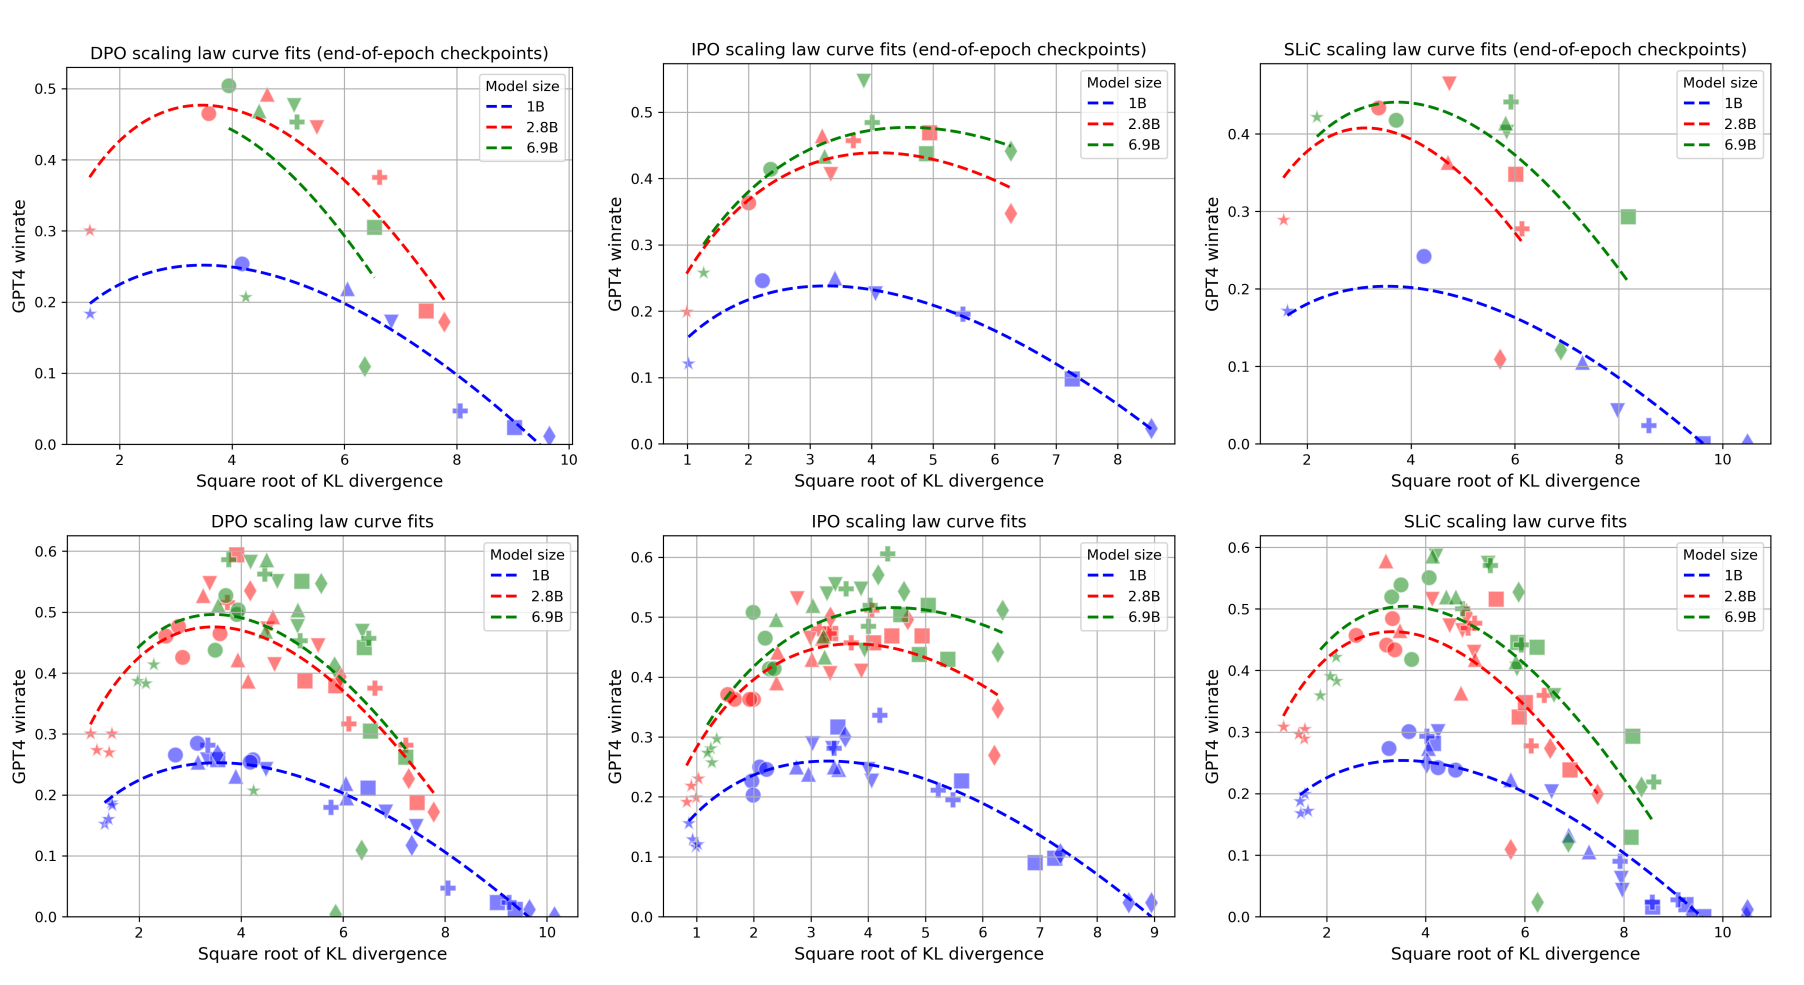 DPO scaling law curve fits (end-of-epoch checkpoints)
GPT4 winrate
0.5
0.4
0.3
0.2
0.1
0.0
2 4 6 8 10
Square root of KL divergence
Model size
1B
2.8B
6.9B
IPO scaling law curve fits (end-of-epoch checkpoints)
GPT4 winrate
0.5
0.4
0.3
0.2
0.1
0.0
1 2 3 4 5 6 7 8
Square root of KL divergence
Model size
1B
2.8B
6.9B
SLiC scaling law curve fits (end-of-epoch checkpoints)
GPT4 winrate
0.4
0.3
0.2
0.1
0.0
2 4 6 8 10
Square root of KL divergence
Model size
1B
2.8B
6.9B
DPO scaling law curve fits
GPT4 winrate
0.6
0.5
0.4
0.3
0.2
0.1
0.0
2 4 6 8 10
Square root of KL divergence
Model size
1B
2.8B
6.9B
IPO scaling law curve fits
GPT4 winrate
0.6
0.5
0.4
0.3
0.2
0.1
0.0
1 2 3 4 5 6 7 8 9
Square root of KL divergence
Model size
1B
2.8B
6.9B
SLiC scaling law curve fits
GPT4 winrate
0.6
0.5
0.4
0.3
0.2
0.1
0.0
2 4 6 8 10
Square root of KL divergence
Model size
1B
2.8B
6.9B